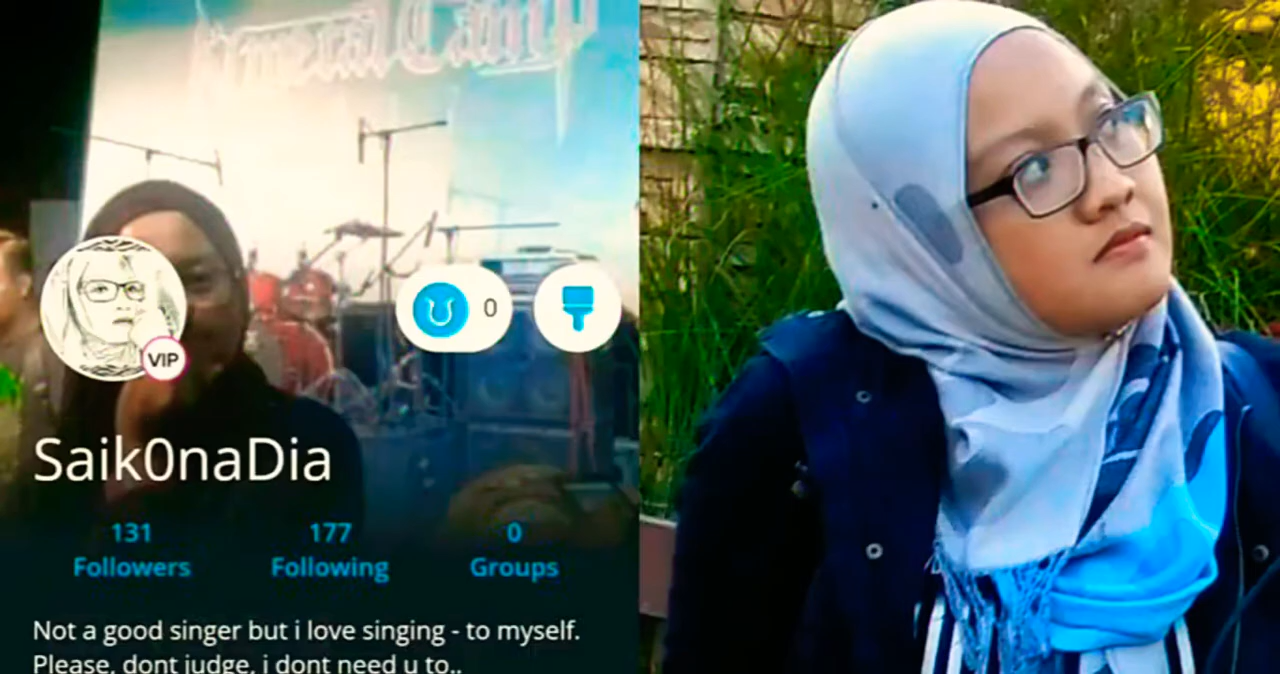 VIP
0
Saik0naDia
131
177
0
Followers
Following
Groups
Not a good singer but i love singing - to myself.
Please, dont judge, i dont need u to..